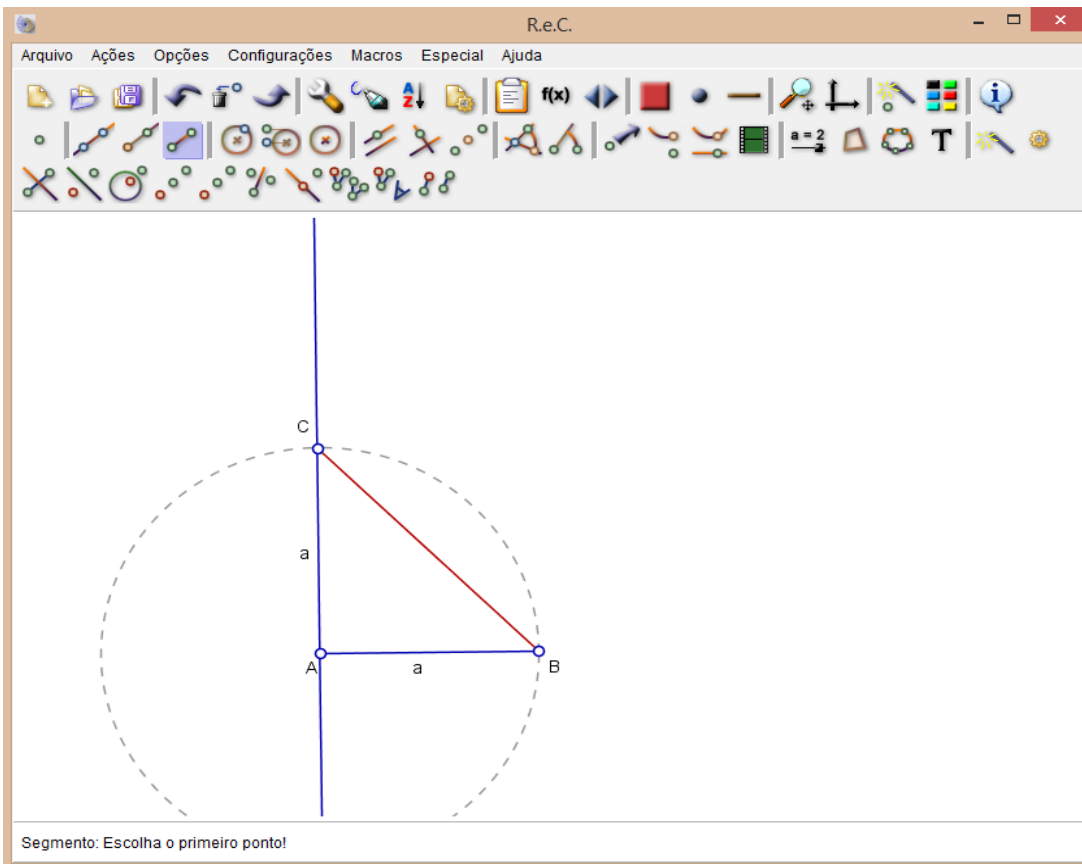 R.e.C.
Arquivo Ações Opções Configurações Macros Especial Ajuda
A Z f(x) i
a = 2 T
C
a
A a B
Segmento: Escolha o primeiro ponto!